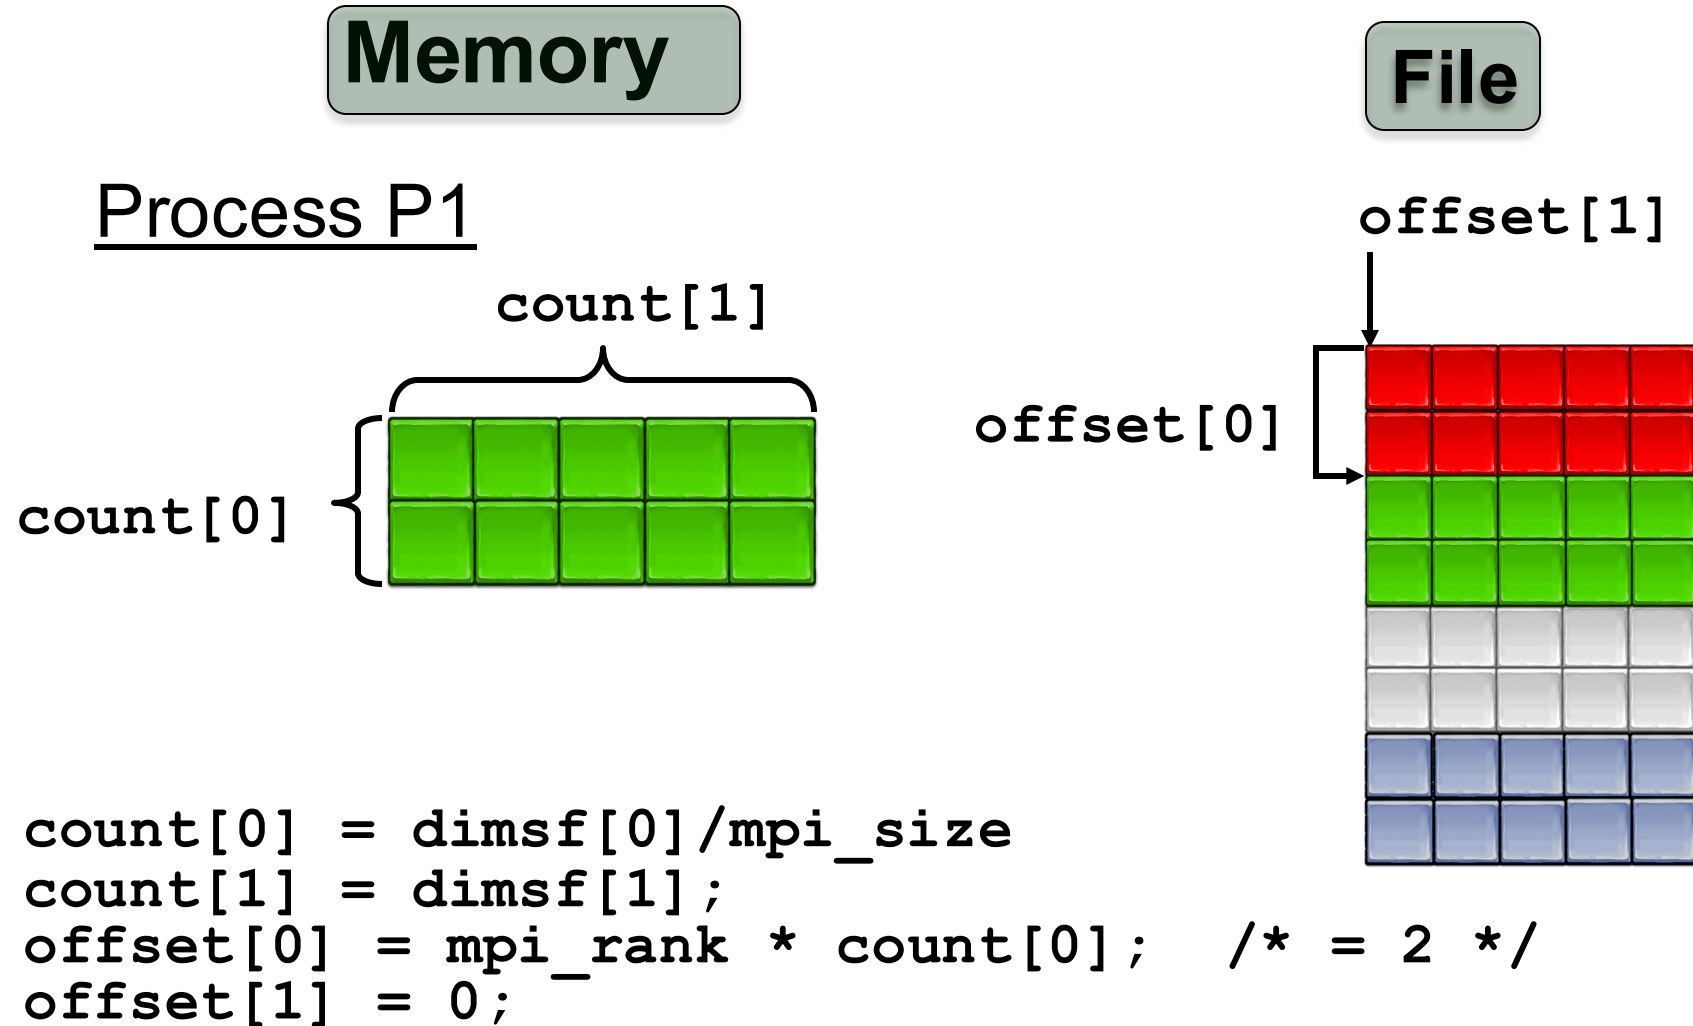 Memory
File
Process P1
offset[1]
count[1]
offset[0]
count[0]
count[0] = dimsf[0]/mpi_size
count[1] = dimsf[1];
offset[0] = mpi_rank * count[0]; /* = 2 */
offset[1] = 0;